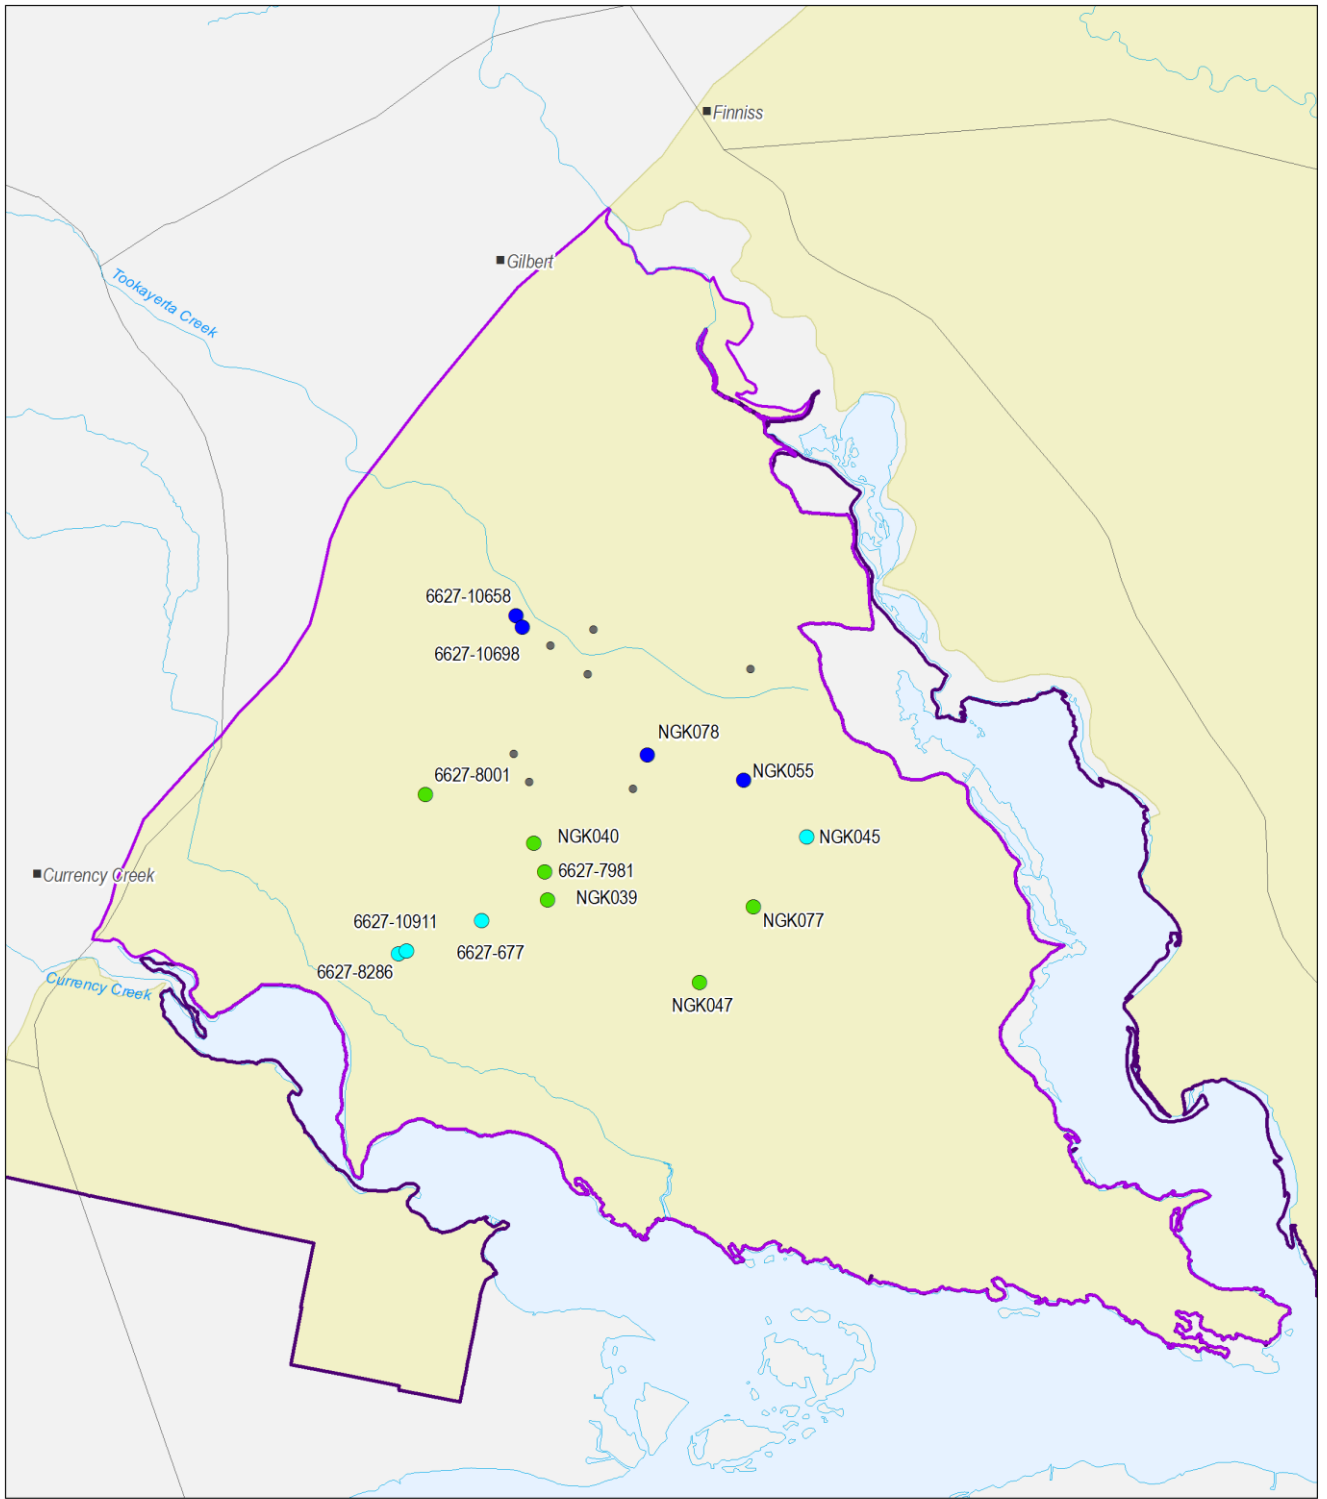 Finniss
Gilbert
Tookayerta Creek
6627-10658
6627-10698
NGK078
6627-8001
NGK055
NGK040
NGK045
6627-7981
Currency Creek
NGK039
6627-10911
NGK077
6627-677
6627-8286
Currency Creek
NGK047